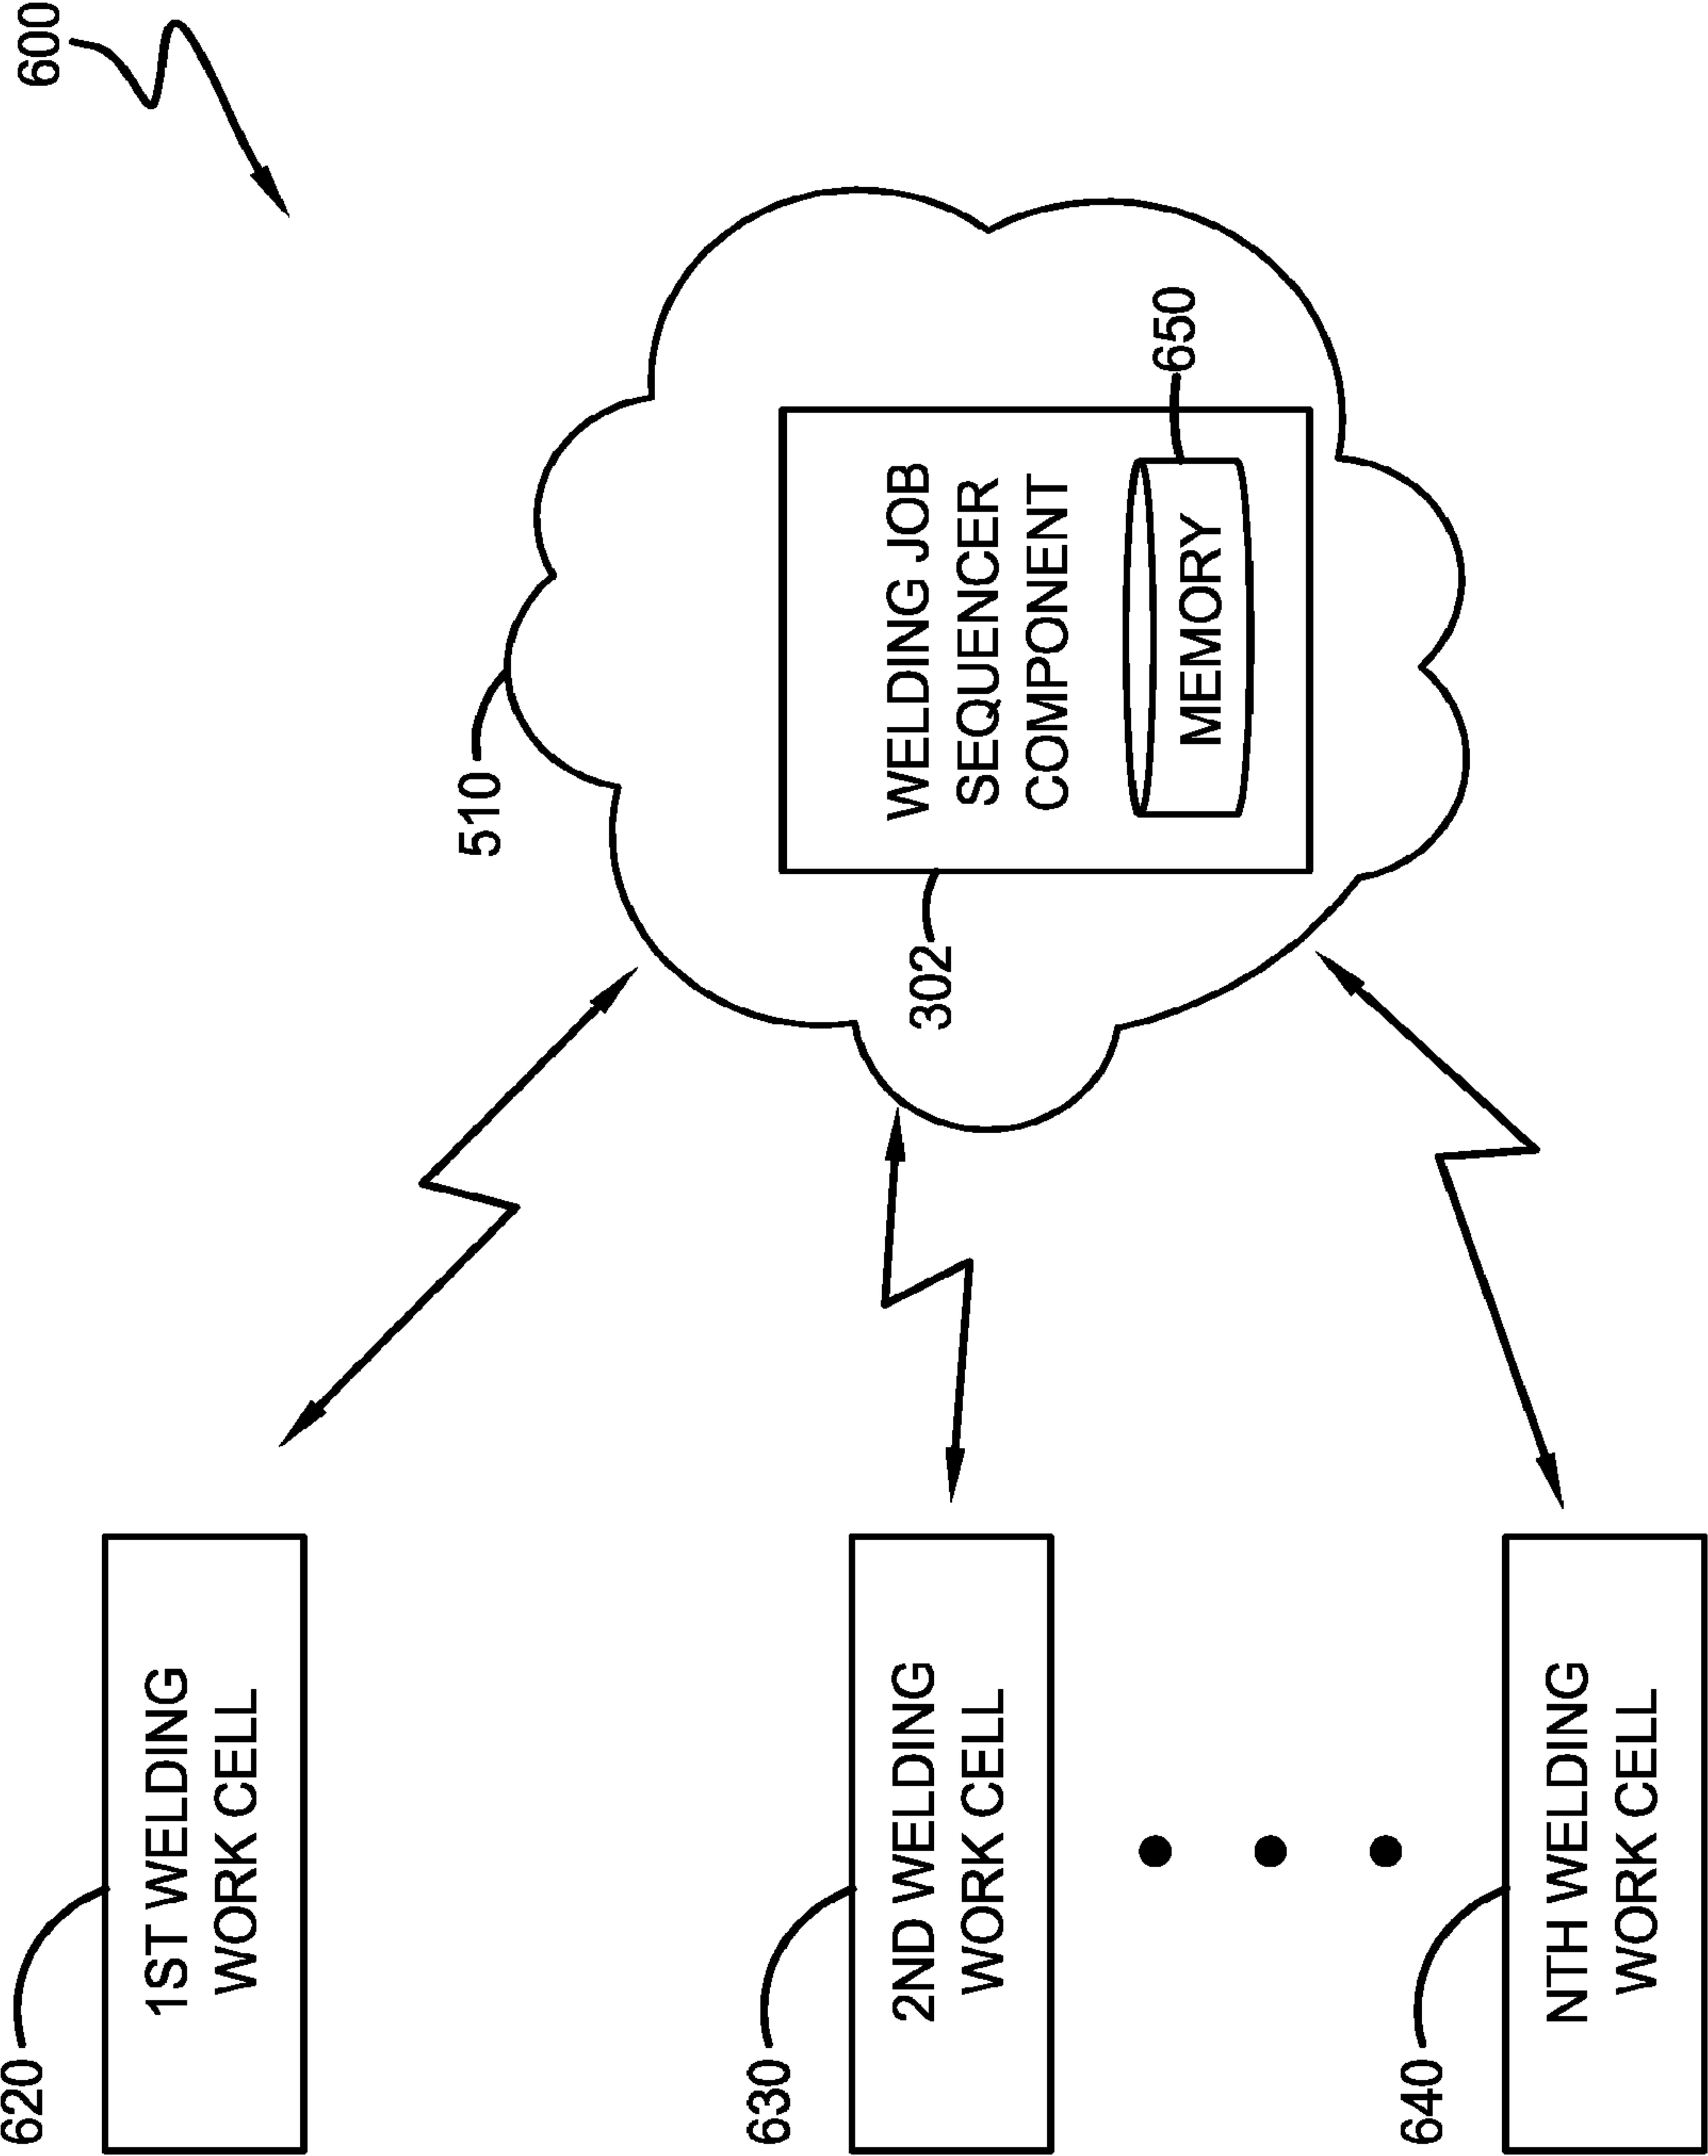 600
510
WELDING JOB
SEQUENCER
COMPONENT
650
MEMORY
302
620
1ST WELDING
WORK CELL
630
2ND WELDING
WORK CELL
640
NTH WELDING
WORK CELL